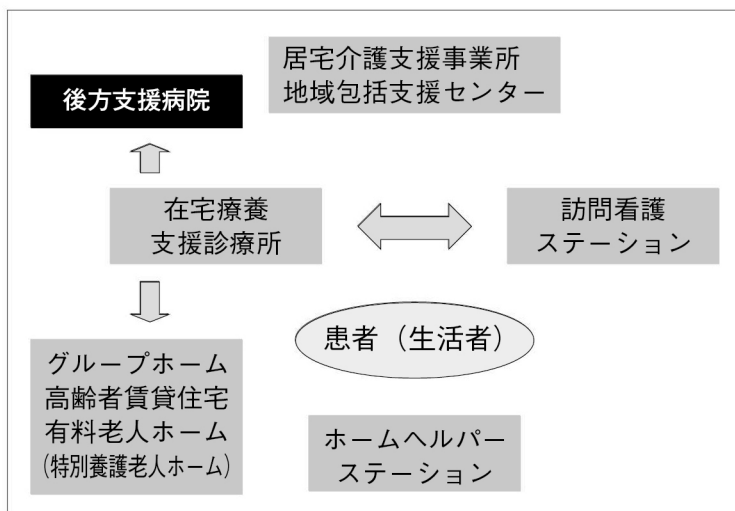 居宅介護支援事業所
地域包括支援センター
後方支援病院
在宅療養
支援診療所
訪問看護
ステーション
患者（生活者）
グループホーム
高齢者賃貸住宅
有料老人ホーム
(特別養護老人ホーム)
ホームヘルパー
ステーション